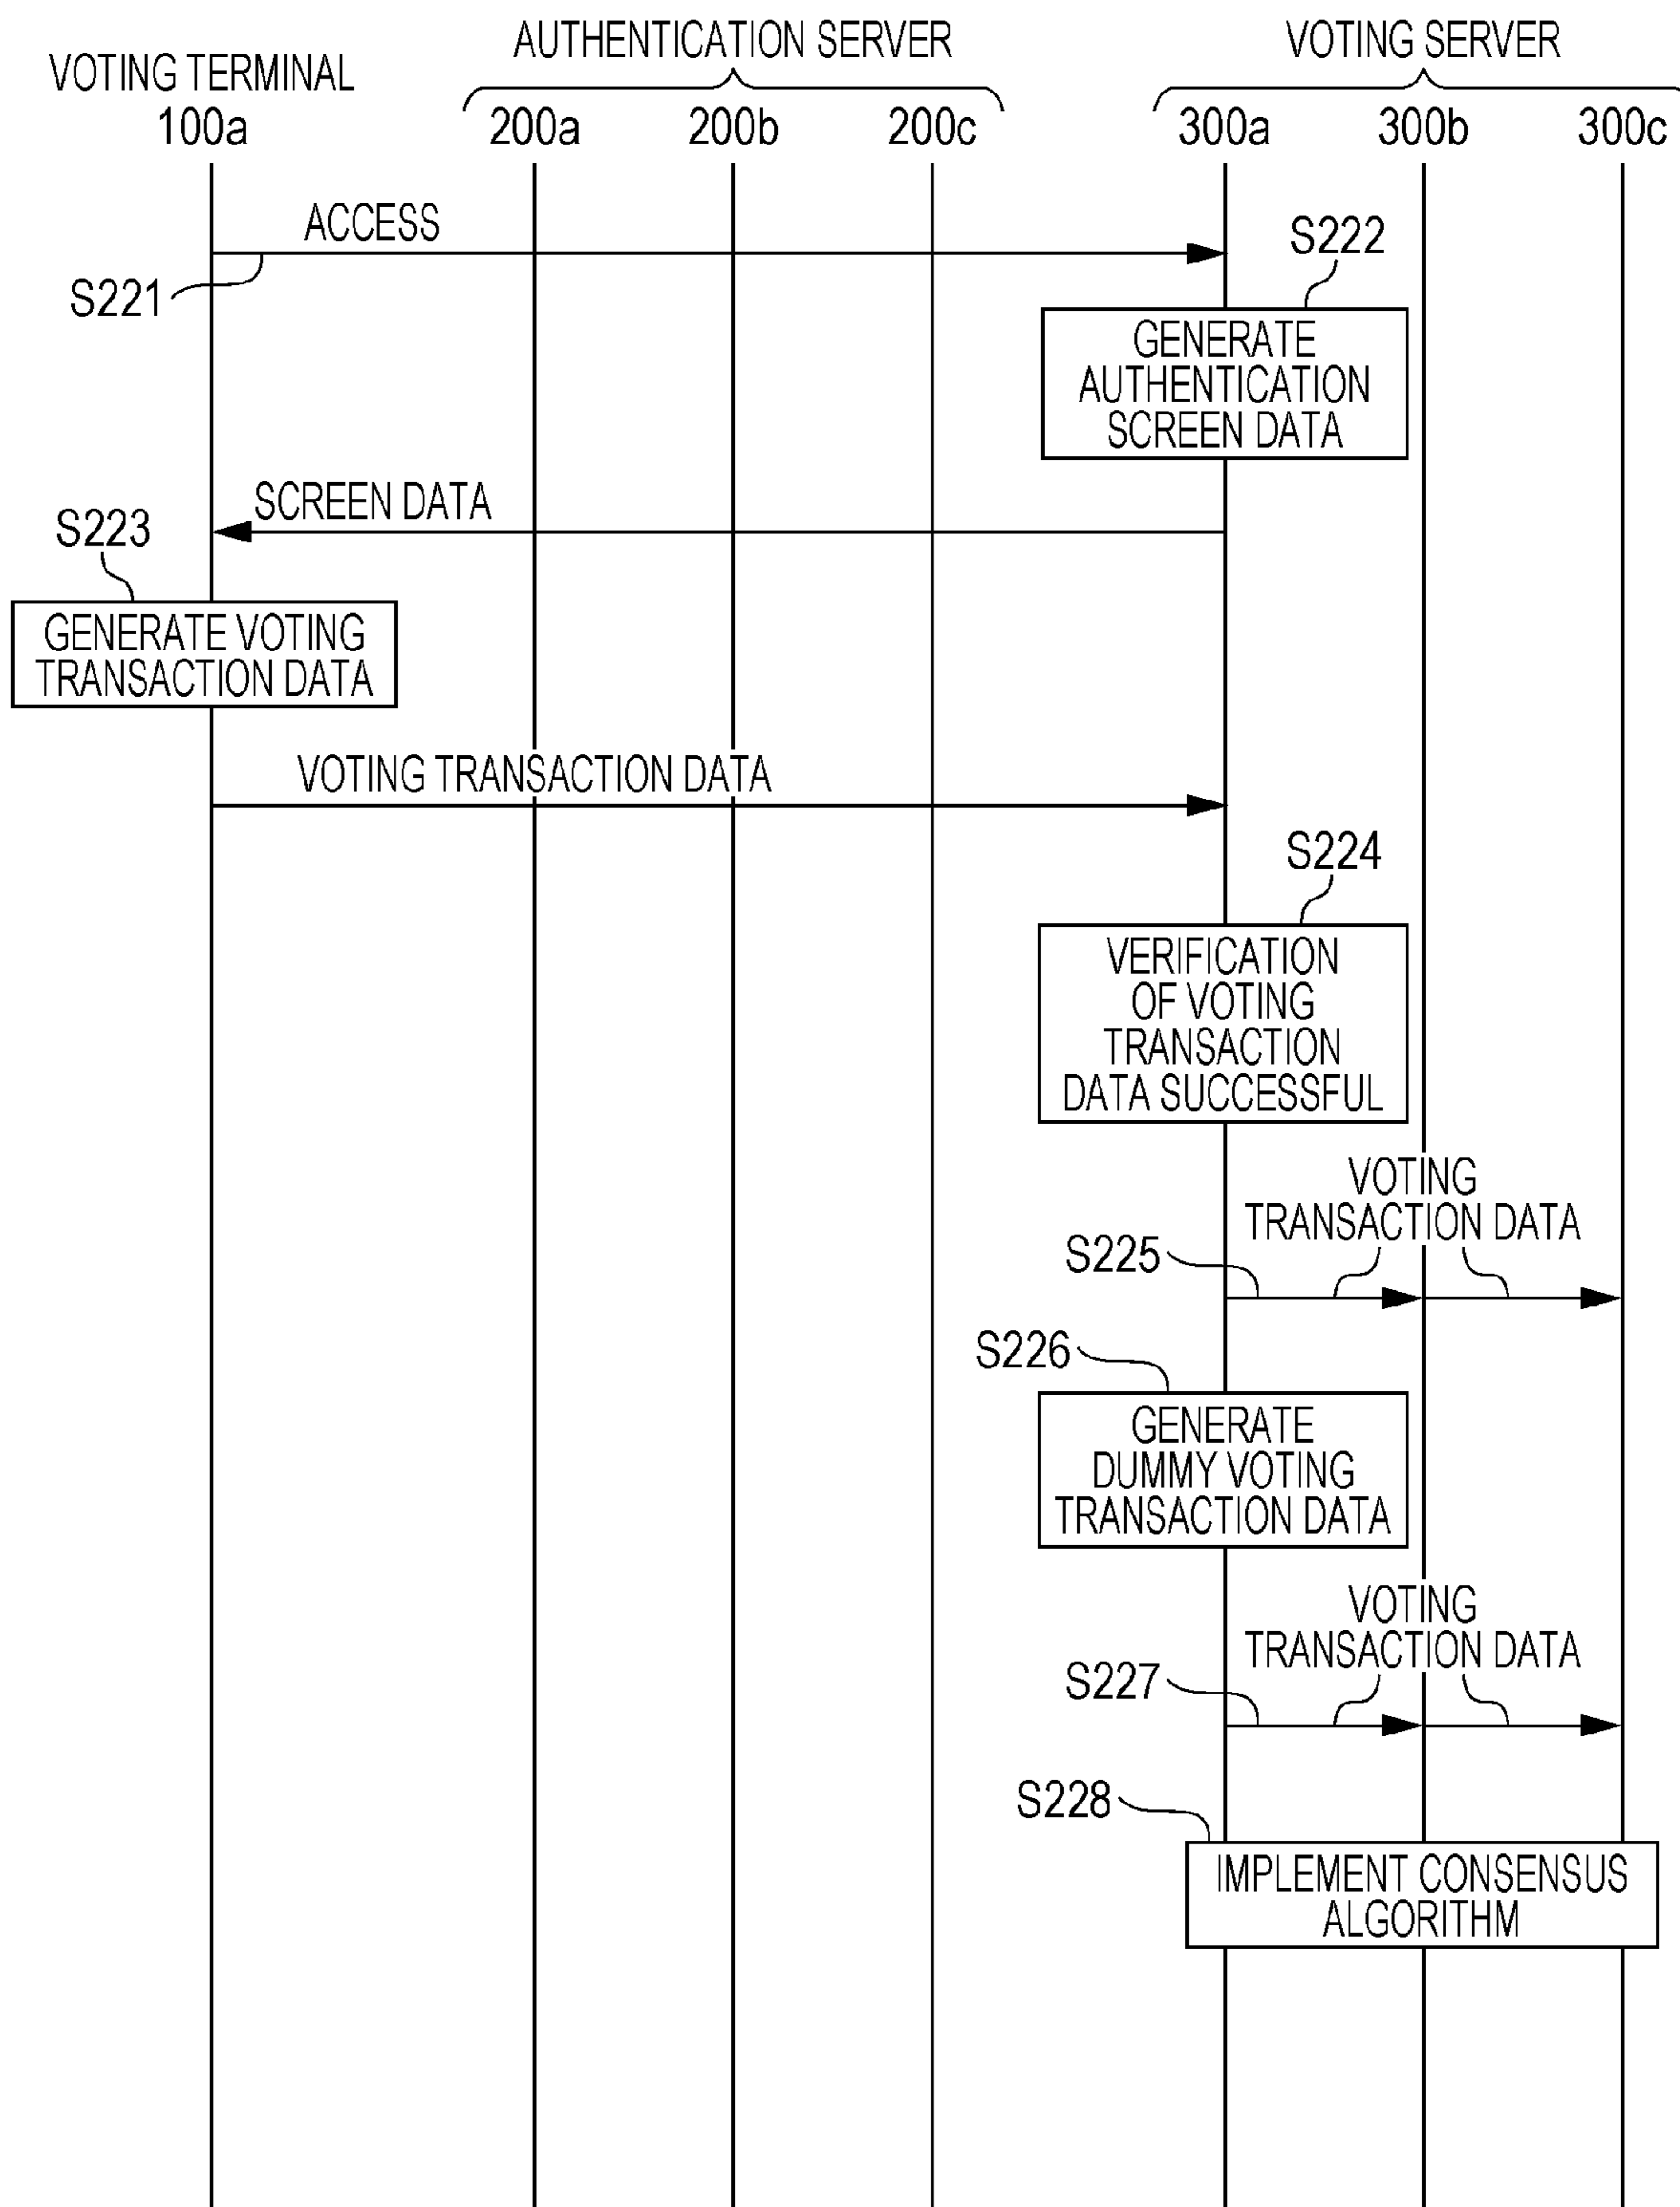 AUTHENTICATION SERVER
VOTING SERVER
VOTING TERMINAL
100a
200a
200b
200c
300a
300b
300c
ACCESS
S221
S222
GENERATE
AUTHENTICATION
SCREEN DATA
SCREEN DATA
S223
GENERATE VOTING
TRANSACTION DATA
VOTING TRANSACTION DATA
S224
VERIFICATION
OF VOTING
TRANSACTION
DATA SUCCESSFUL
VOTING
TRANSACTION DATA
S225
S226
GENERATE
DUMMY VOTING
TRANSACTION DATA
VOTING
TRANSACTION DATA
S227
S228
IMPLEMENT CONSENSUS
ALGORITHM